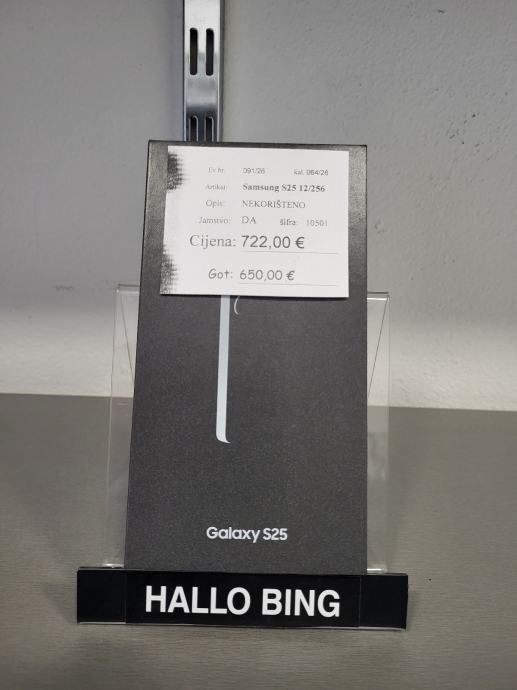 Ev.br. 091/26 kat. 064/26
Artikal: Samsung S25 12/256
Opis: NEKORIŠTENO
Jamstvo: DA šifra: 10501
Cijena: 722,00 €
Got: 650,00 €
Galaxy S25
HALLO BING